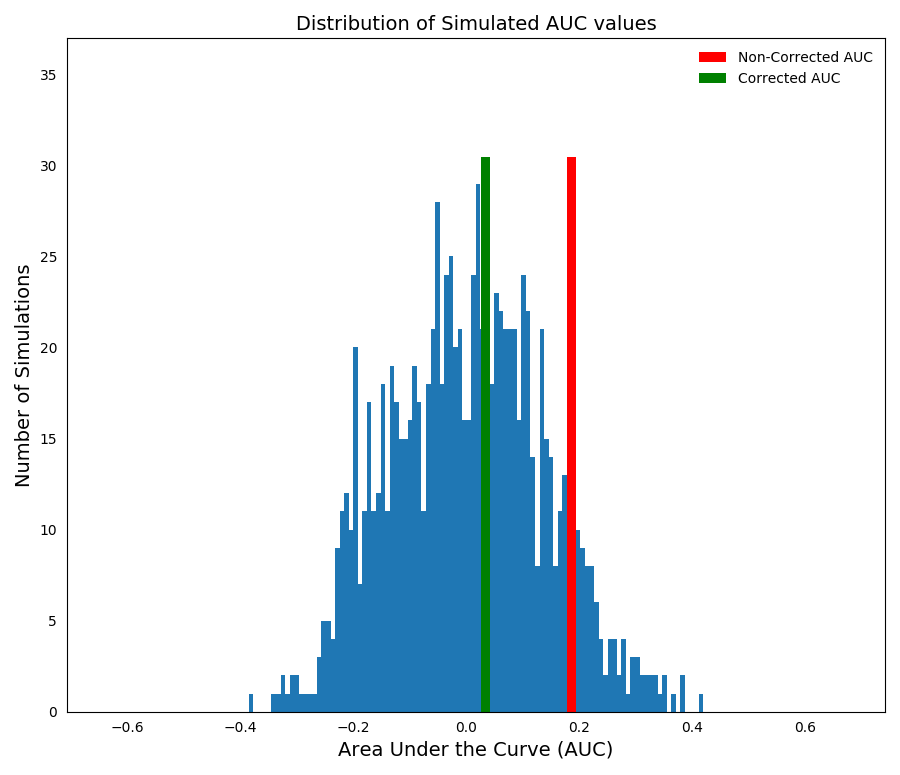 Distribution of Simulated AUC values
Non-Corrected AUC
Corrected AUC
35
30
25
20
15
10
5
0
Number of Simulations
−0.6 −0.4 −0.2 0.0 0.2 0.4 0.6
Area Under the Curve (AUC)